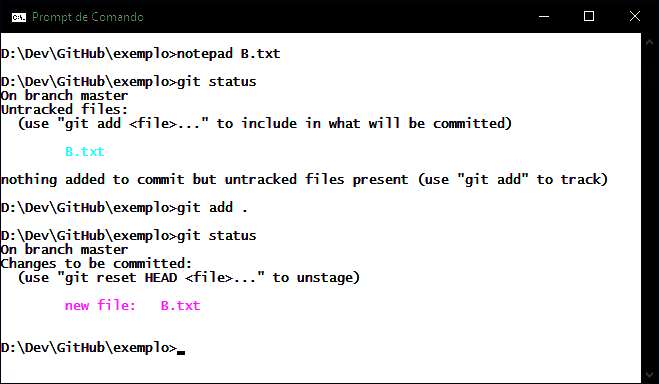 Prompt de Comando
D:\Dev\GitHub\exemplo>notepad B.txt
D:\Dev\GitHub\exemplo>git status
On branch master
Untracked files:
  (use "git add <file>..." to include in what will be committed)
        B.txt
nothing added to commit but untracked files present (use "git add" to track)
D:\Dev\GitHub\exemplo>git add .
D:\Dev\GitHub\exemplo>git status
On branch master
Changes to be committed:
  (use "git reset HEAD <file>..." to unstage)
        new file:   B.txt
D:\Dev\GitHub\exemplo>